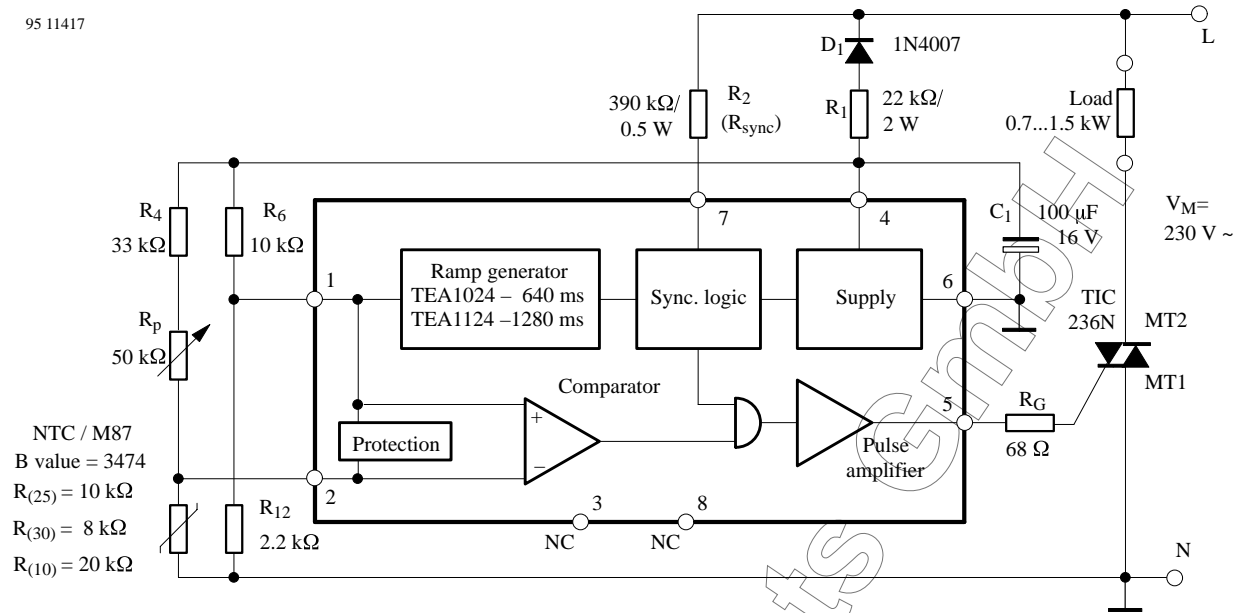 95 11417
L
D1
1N4007
390 kΩ/
0.5 W
R2
(Rsync)
R1
22 kΩ/
2 W
Load
0.7...1.5 kW
R4
33 kΩ
R6
10 kΩ
7
4
C1
100 µF
16 V
VM=
230 V ~
1
Ramp generator
TEA1024 – 640 ms
TEA1124 –1280 ms
Sync. logic
Supply
6
TIC
236N
MT2
MT1
Rp
50 kΩ
Comparator
+
–
Protection
Pulse
amplifier
5
RG
68 Ω
NTC / M87
B value = 3474
R(25) = 10 kΩ
R(30) = 8 kΩ
R(10) = 20 kΩ
2
R12
2.2 kΩ
3
NC
8
NC
N
ts GmbH